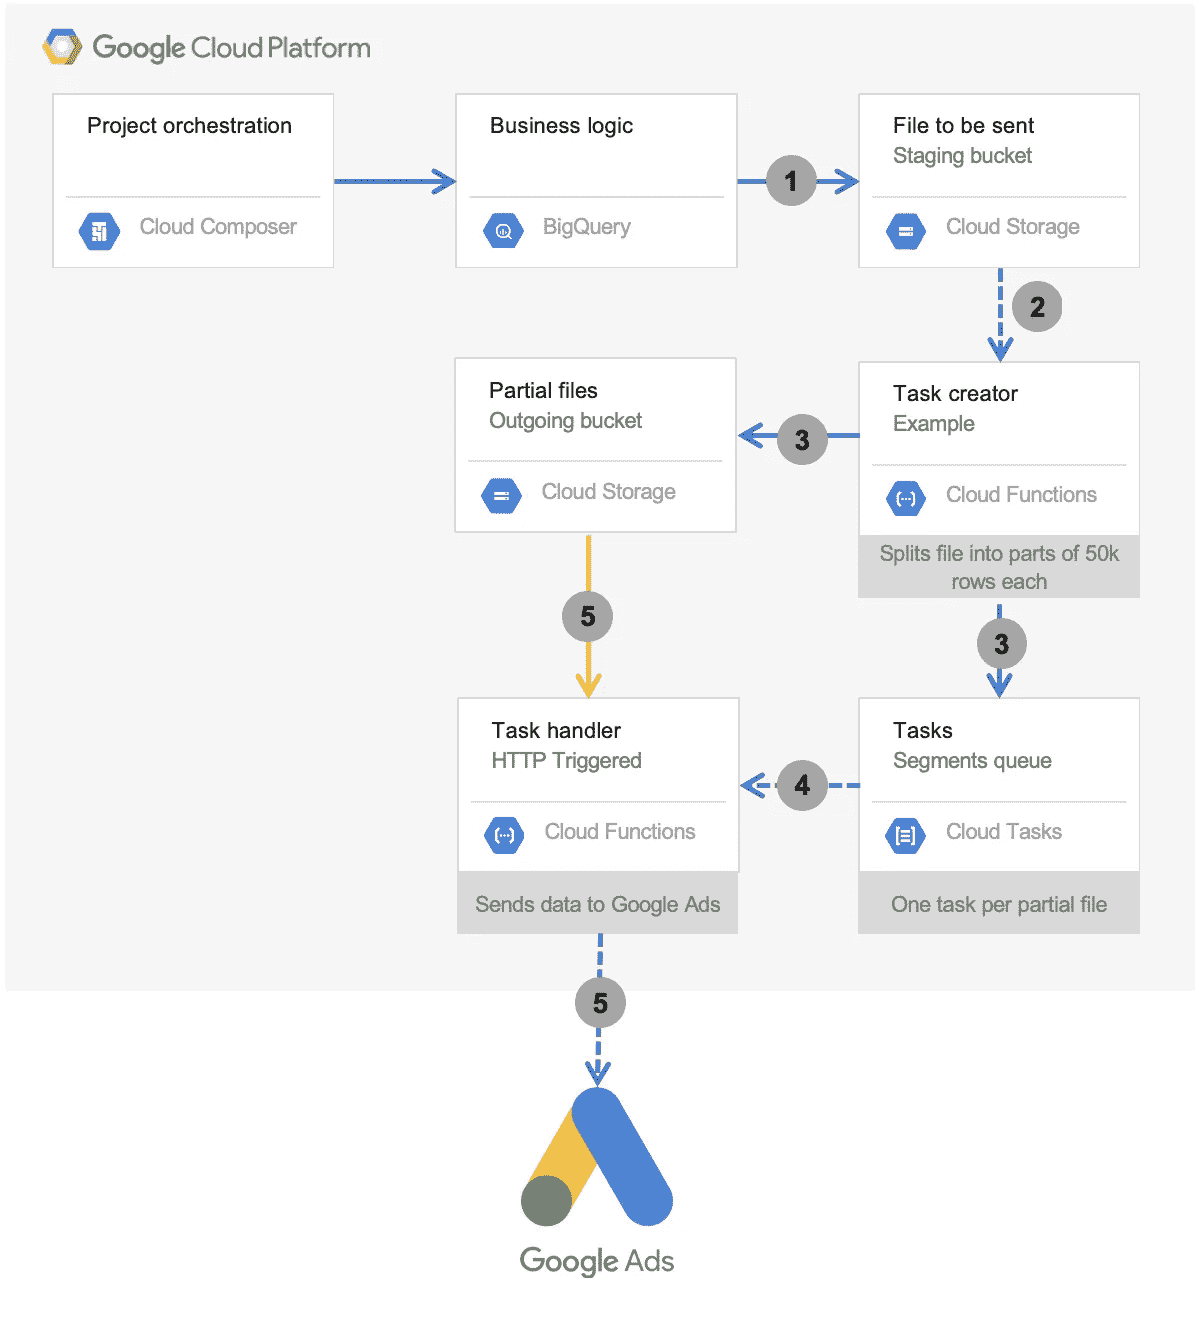 Google Cloud Platform
Project orchestration
Cloud Composer
Business logic
BigQuery
1
File to be sent
Staging bucket
Cloud Storage
2
Partial files
Outgoing bucket
Cloud Storage
3
Task creator
Example
Cloud Functions
Splits file into parts of 50k
rows each
5
3
Task handler
HTTP Triggered
Cloud Functions
Sends data to Google Ads
4
Tasks
Segments queue
Cloud Tasks
One task per partial file
5
Google Ads